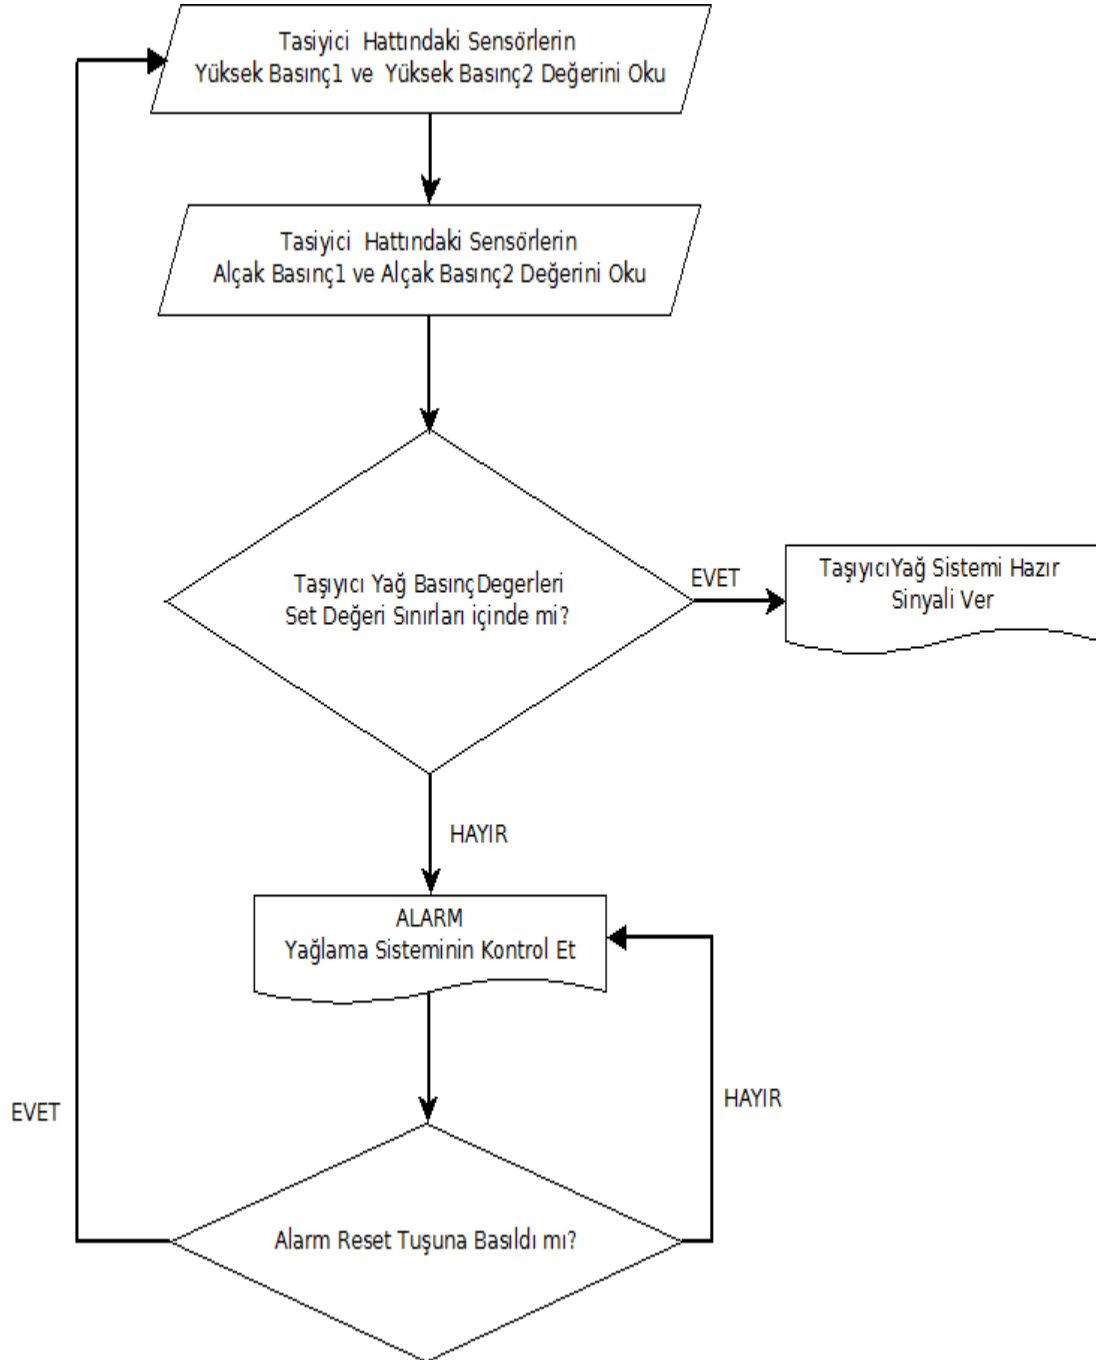 Tasiyici Hattındaki Sensörlerin
Yüksek Basınç1 ve Yüksek Basınç2 Değerini Oku
Tasiyici Hattındaki Sensörlerin
Alçak Basınç1 ve Alçak Basınç2 Değerini Oku
Taşıyıcı Yağ BasınçDegerleri
Set Değeri Sınırları içinde mi?
EVET
TaşıyıcıYağ Sistemi Hazır
Sinyali Ver
HAYIR
ALARM
Yağlama Sisteminin Kontrol Et
EVET
HAYIR
Alarm Reset Tuşuna Basıldı mı?